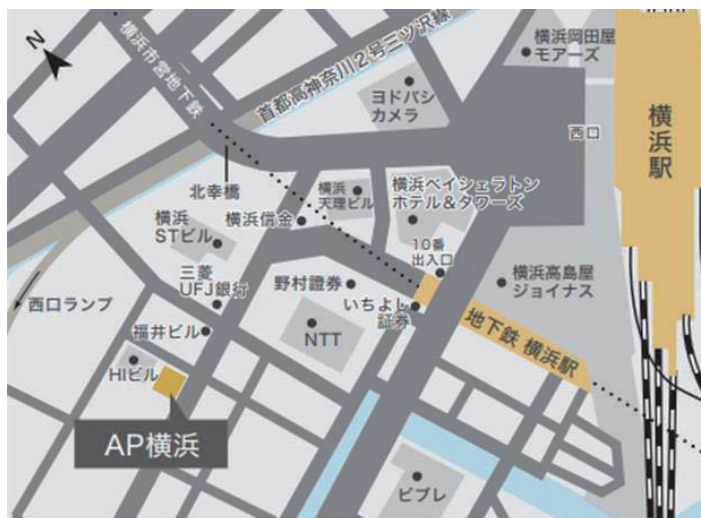 N
横浜市営地下鉄
首都高神奈川2号三ツ沢線
横浜岡田屋
モアーズ
ヨドバシ
カメラ
西口
横浜駅
北幸橋
横浜
天理ビル
横浜ベイシェラトン
ホテル&タワーズ
横浜
STビル
横浜信金
10番
出入口
三菱
UFJ銀行
野村證券
横浜高島屋
ジョイナス
西口ランプ
いちよし
証券
地下鉄 横浜駅
福井ビル
NTT
HIビル
AP横浜
ビブレ